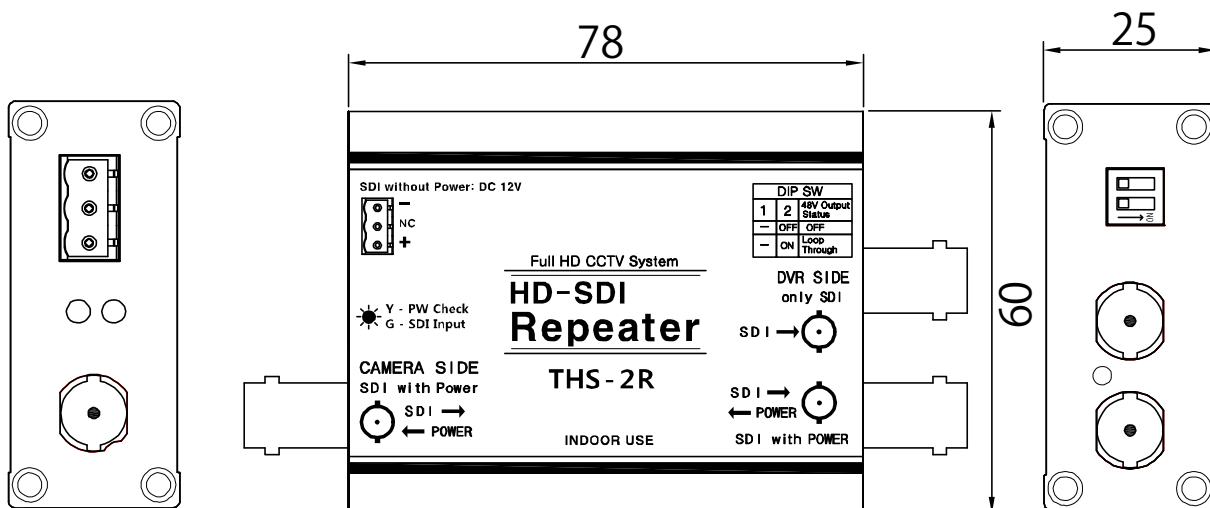 78
25
60
SDI without Power: DC 12V
−
NC
+
DIP SW
1 2 48V Output Status
− OFF OFF
− ON Loop Through
Full HD CCTV System
HD-SDI
Repeater
THS-2R
Y - PW Check
G - SDI Input
CAMERA SIDE
SDI with Power
SDI →
← POWER
INDOOR USE
DVR SIDE
only SDI
SDI →
SDI →
← POWER
SDI with POWER
ON